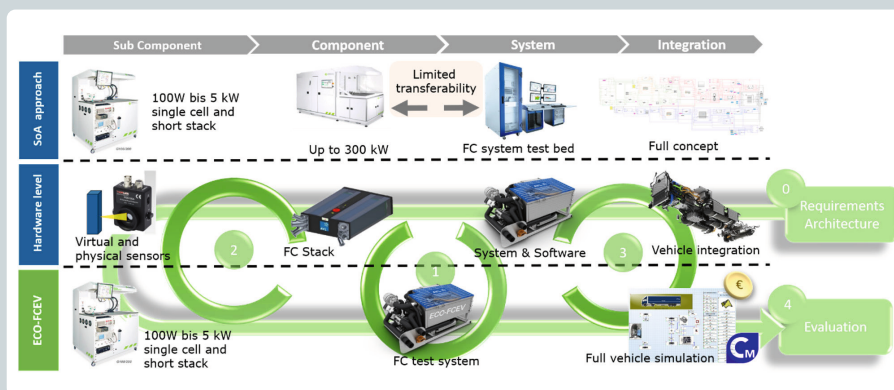 Sub Component
Component
System
Integration
SoA approach
100W bis 5 kW
single cell and
short stack
Up to 300 kW
Limited
transferability
FC system test bed
Full concept
Hardware level
Virtual and
physical sensors
2
FC Stack
1
System & Software
3
Vehicle integration
0
Requirements
Architecture
ECO-FCEV
100W bis 5 kW
single cell and
short stack
ECO-FCEV
FC test system
Full vehicle simulation
€
CM
4
Evaluation